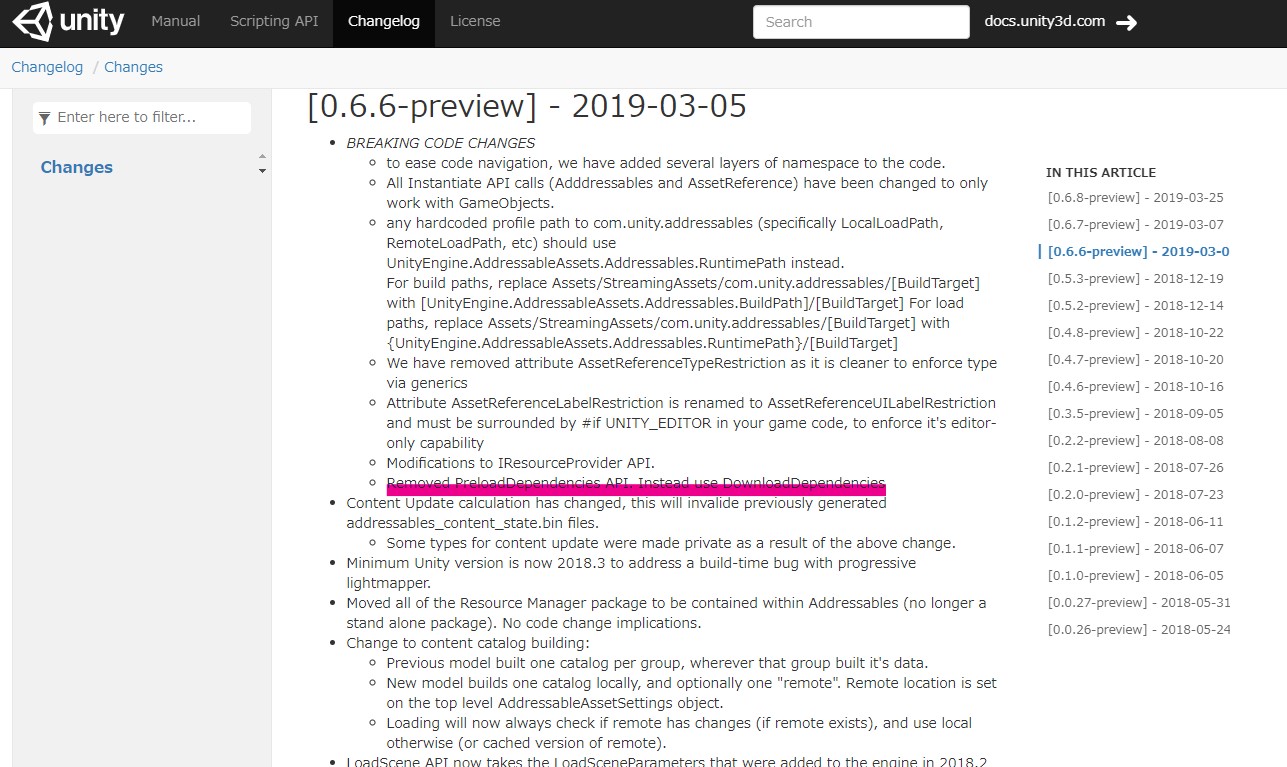 unity Manual Scripting API Changelog License Search docs.unity3d.com
Changelog / Changes
Enter here to filter...
Changes
[0.6.6-preview] - 2019-03-05
BREAKING CODE CHANGES
to ease code navigation, we have added several layers of namespace to the code.
All Instantiate API calls (Adddressables and AssetReference) have been changed to only
work with GameObjects.
any hardcoded profile path to com.unity.addressables (specifically LocalLoadPath,
RemoteLoadPath, etc) should use
UnityEngine.AddressableAssets.Addressables.RuntimePath instead.
For build paths, replace Assets/StreamingAssets/com.unity.addressables/[BuildTarget]
with [UnityEngine.AddressableAssets.Addressables.BuildPath]/[BuildTarget] For load
paths, replace Assets/StreamingAssets/com.unity.addressables/[BuildTarget] with
{UnityEngine.AddressableAssets.Addressables.RuntimePath}/[BuildTarget]
We have removed attribute AssetReferenceTypeRestriction as it is cleaner to enforce type
via generics
Attribute AssetReferenceLabelRestriction is renamed to AssetReferenceUILabelRestriction
and must be surrounded by #if UNITY_EDITOR in your game code, to enforce it's editor-
only capability
Modifications to IResourceProvider API.
Removed PreloadDependencies API. Instead use DownloadDependencies
Content Update calculation has changed, this will invalide previously generated
addressables_content_state.bin files.
Some types for content update were made private as a result of the above change.
Minimum Unity version is now 2018.3 to address a build-time bug with progressive
lightmapper.
Moved all of the Resource Manager package to be contained within Addressables (no longer a
stand alone package). No code change implications.
Change to content catalog building:
Previous model built one catalog per group, wherever that group built it's data.
New model builds one catalog locally, and optionally one "remote". Remote location is set
on the top level AddressableAssetSettings object.
Loading will now always check if remote has changes (if remote exists), and use local
otherwise (or cached version of remote).
LoadScene API now takes the LoadSceneParameters that were added to the engine in 2018.2
IN THIS ARTICLE
[0.6.8-preview] - 2019-03-25
[0.6.7-preview] - 2019-03-07
[0.6.6-preview] - 2019-03-0
[0.5.3-preview] - 2018-12-19
[0.5.2-preview] - 2018-12-14
[0.4.8-preview] - 2018-10-22
[0.4.7-preview] - 2018-10-20
[0.4.6-preview] - 2018-10-16
[0.3.5-preview] - 2018-09-05
[0.2.2-preview] - 2018-08-08
[0.2.1-preview] - 2018-07-26
[0.2.0-preview] - 2018-07-23
[0.1.2-preview] - 2018-06-11
[0.1.1-preview] - 2018-06-07
[0.1.0-preview] - 2018-06-05
[0.0.27-preview] - 2018-05-31
[0.0.26-preview] - 2018-05-24